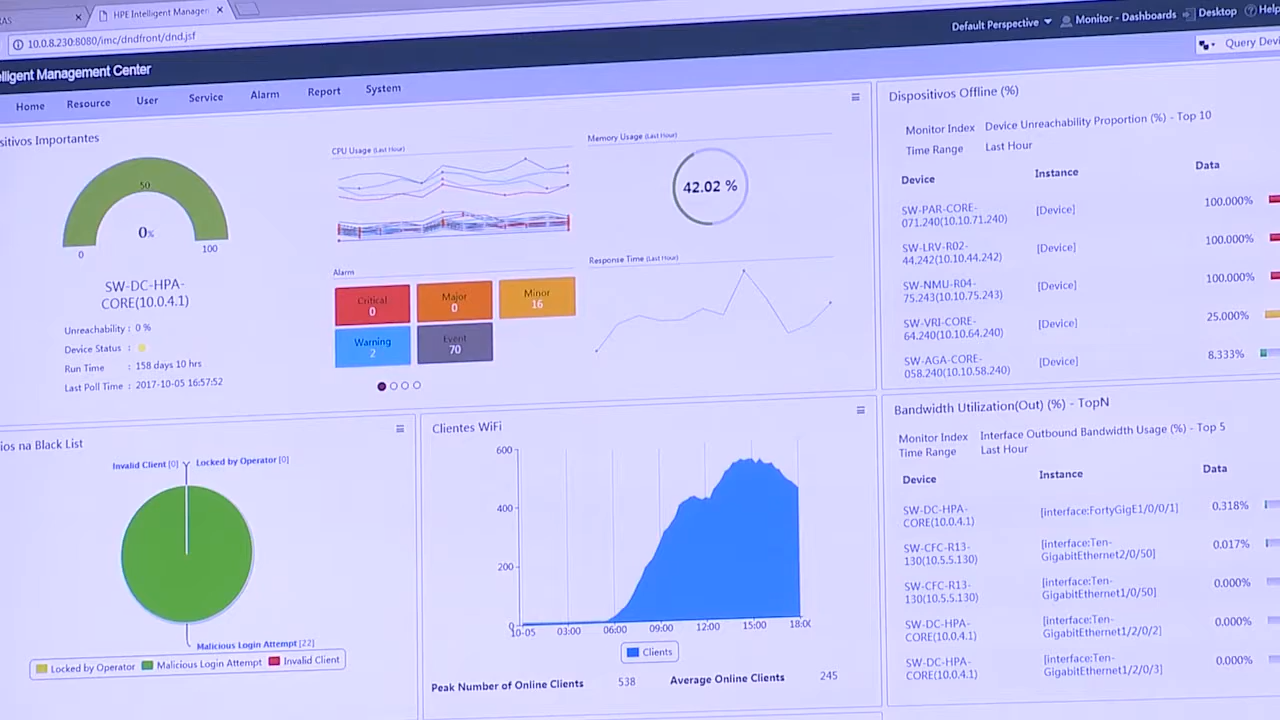 RAS
HPE Intelligent Managem
10.0.8.230:8080/imc/dndfront/dnd.jsf
Default Perspective
Monitor - Dashboards
Desktop
Help
lligent Management Center
Query Devi
Home Resource User Service Alarm Report System
sitivos Importantes
50
0%
0
100
SW-DC-HPA-
CORE(10.0.4.1)
Unreachability : 0 %
Device Status :
Run Time : 158 days 10 hrs
Last Poll Time : 2017-10-05 16:57:52
CPU Usage (Last Hour)
Memory Usage (Last Hour)
42.02 %
Alarm
Critical
0
Major
0
Minor
16
Warning
2
Event
70
Response Time (Last Hour)
Dispositivos Offline (%)
Monitor Index Device Unreachability Proportion (%) - Top 10
Time Range Last Hour
Device Instance Data
SW-PAR-CORE-
071.240(10.10.71.240) [Device] 100.000%
SW-LRV-R02-
44.242(10.10.44.242) [Device] 100.000%
SW-NMU-R04-
75.243(10.10.75.243) [Device] 100.000%
SW-VRI-CORE-
64.240(10.10.64.240) [Device] 25.000%
SW-AGA-CORE-
058.240(10.10.58.240) [Device] 8.333%
ios na Black List
Invalid Client [0]
Locked by Operator [0]
Malicious Login Attempt [22]
Locked by Operator
Malicious Login Attempt
Invalid Client
Clientes WiFi
600
400
200
0
10-05 03:00 06:00 09:00 12:00 15:00 18:00
Clients
Peak Number of Online Clients 538 Average Online Clients 245
Bandwidth Utilization(Out) (%) - TopN
Monitor Index Interface Outbound Bandwidth Usage (%) - Top 5
Time Range Last Hour
Device Instance Data
SW-DC-HPA-
CORE(10.0.4.1) [interface:FortyGigE1/0/0/1] 0.318%
SW-CFC-R13- [interface:Ten-
130(10.5.5.130) GigabitEthernet2/0/50] 0.017%
SW-CFC-R13- [interface:Ten-
130(10.5.5.130) GigabitEthernet1/0/50] 0.000%
SW-DC-HPA- [interface:Ten-
CORE(10.0.4.1) GigabitEthernet1/2/0/2] 0.000%
SW-DC-HPA- [interface:Ten-
CORE(10.0.4.1) GigabitEthernet1/2/0/3] 0.000%